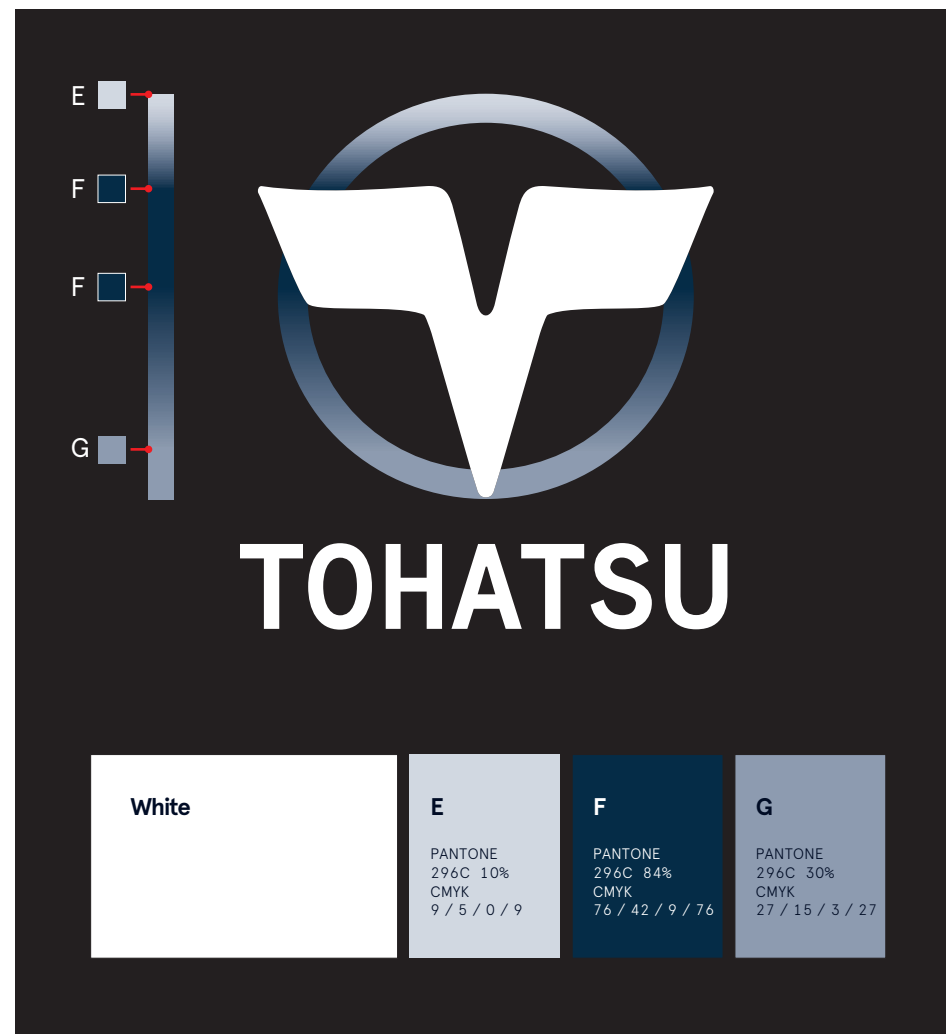 E
F
F
G
TOHATSU
White
E
PANTONE
296C 10%
CMYK
9 / 5 / 0 / 9
F
PANTONE
296C 84%
CMYK
76 / 42 / 9 / 76
G
PANTONE
296C 30%
CMYK
27 / 15 / 3 / 27